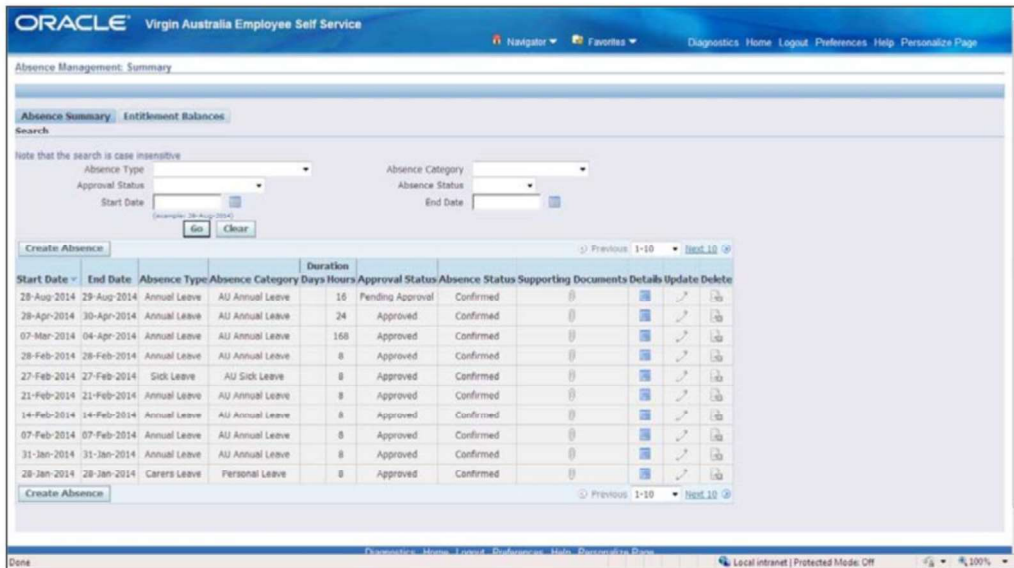 ORACLE Virgin Australia Employee Self Service
Navigator Favorites Diagnostics Home Logout Preferences Help Personalize Page
Absence Management: Summary
Absence Summary Entitlement Balances
Search
Note that the search is case insensitive
Absence Type Absence Category
Approval Status Absence Status
Start Date End Date
(example: 28-Aug-2014)
Go Clear
Create Absence Previous 1-10 Next 10
Duration
Start Date End Date Absence Type Absence Category Days Hours Approval Status Absence Status Supporting Documents Details Update Delete
28-Aug-2014 29-Aug-2014 Annual Leave AU Annual Leave 16 Pending Approval Confirmed
28-Apr-2014 30-Apr-2014 Annual Leave AU Annual Leave 24 Approved Confirmed
07-Mar-2014 04-Apr-2014 Annual Leave AU Annual Leave 168 Approved Confirmed
28-Feb-2014 28-Feb-2014 Annual Leave AU Annual Leave 8 Approved Confirmed
27-Feb-2014 27-Feb-2014 Sick Leave AU Sick Leave 8 Approved Confirmed
21-Feb-2014 21-Feb-2014 Annual Leave AU Annual Leave 8 Approved Confirmed
14-Feb-2014 14-Feb-2014 Annual Leave AU Annual Leave 8 Approved Confirmed
07-Feb-2014 07-Feb-2014 Annual Leave AU Annual Leave 8 Approved Confirmed
31-Jan-2014 31-Jan-2014 Annual Leave AU Annual Leave 8 Approved Confirmed
28-Jan-2014 28-Jan-2014 Carers Leave Personal Leave 8 Approved Confirmed
Create Absence Previous 1-10 Next 10
Diagnostics Home Logout Preferences Help Personalize Page
Done Local intranet | Protected Mode: Off 100%